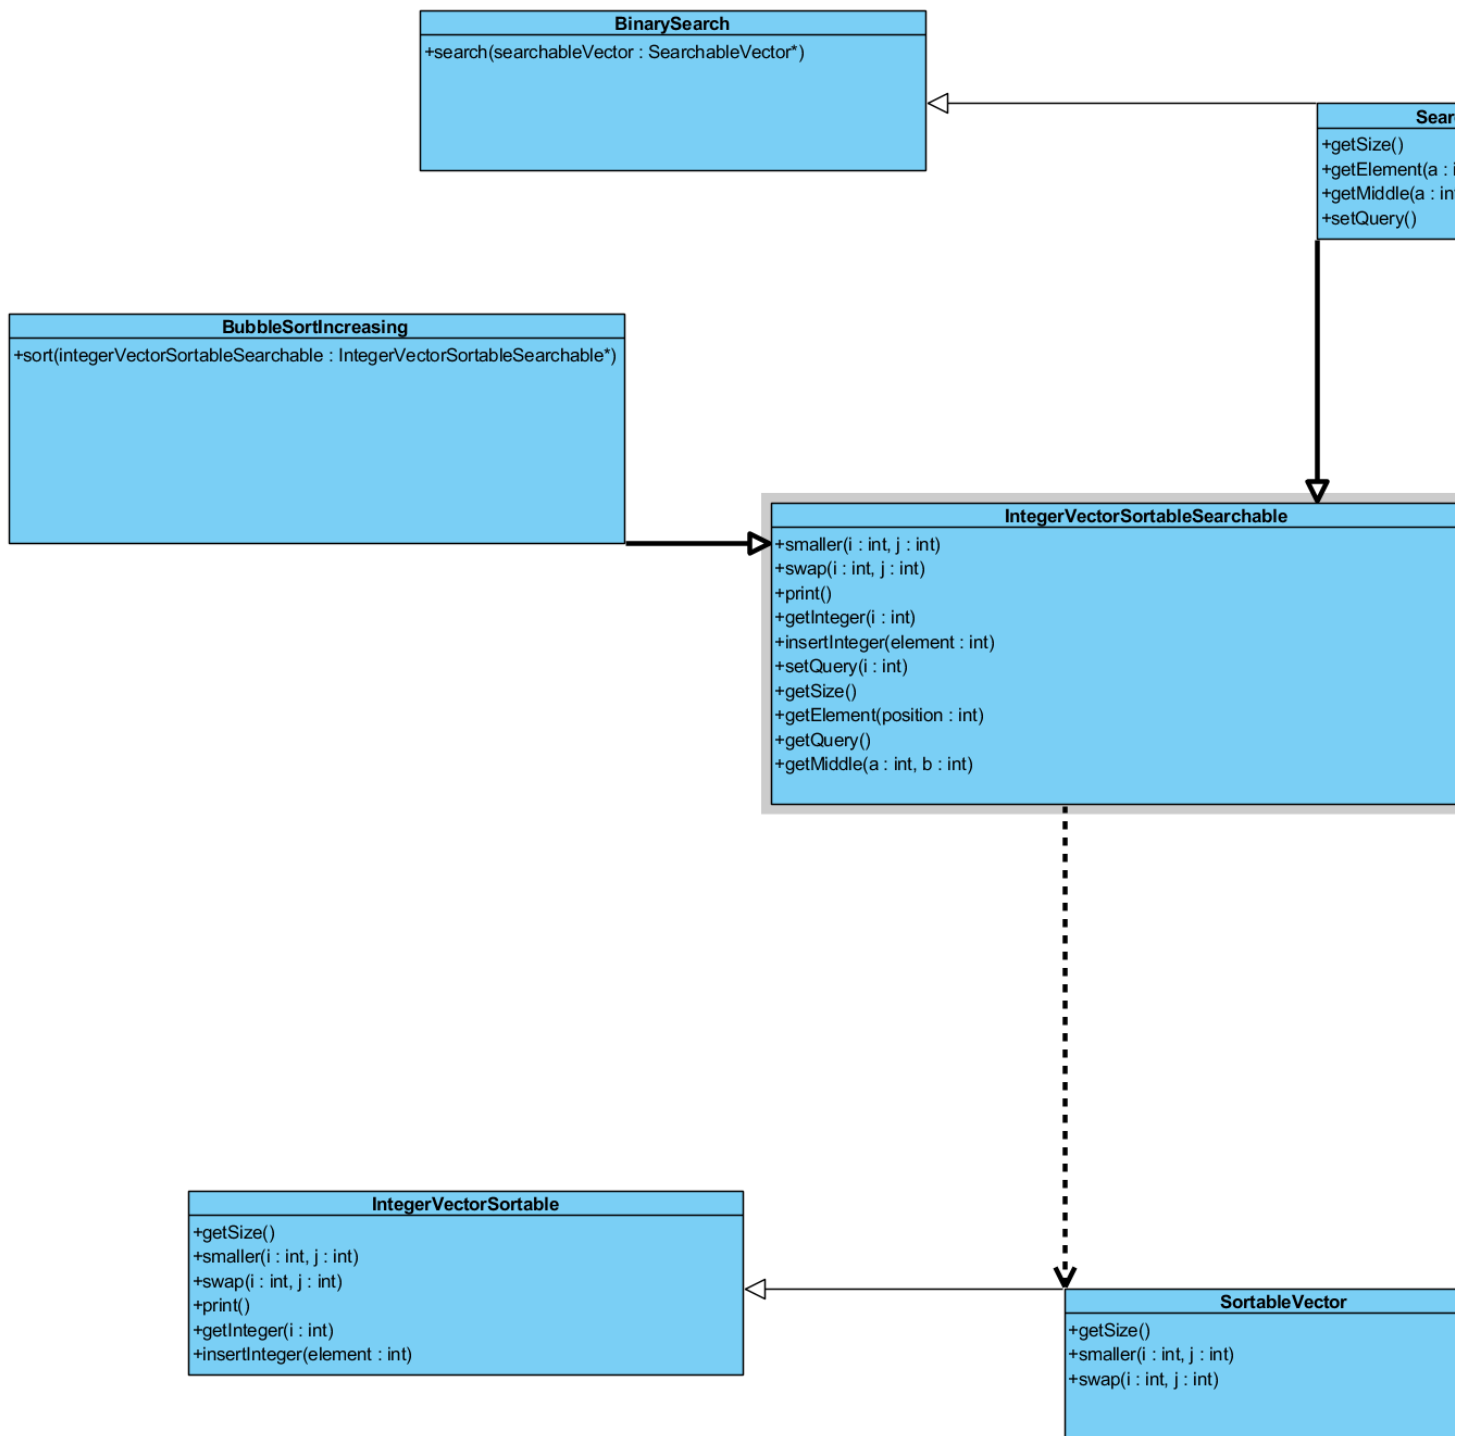 BinarySearch
+search(searchableVector : SearchableVector*)
+getSize()
+getElement(a :
+getMiddle(a :
+setQuery()
BubbleSortIncreasing
+sort(integerVectorSortableSearchable : IntegerVectorSortableSearchable*)
IntegerVectorSortableSearchable
+smaller(i : int, j : int)
+swap(i : int, j : int)
+print()
+getInteger(i : int)
+insertInteger(element : int)
+setQuery(i : int)
+getSize()
+getElement(position : int)
+getQuery()
+getMiddle(a : int, b : int)
IntegerVectorSortable
+getSize()
+smaller(i : int, j : int)
+swap(i : int, j : int)
+print()
+getInteger(i : int)
+insertInteger(element : int)
SortableVector
+getSize()
+smaller(i : int, j : int)
+swap(i : int, j : int)